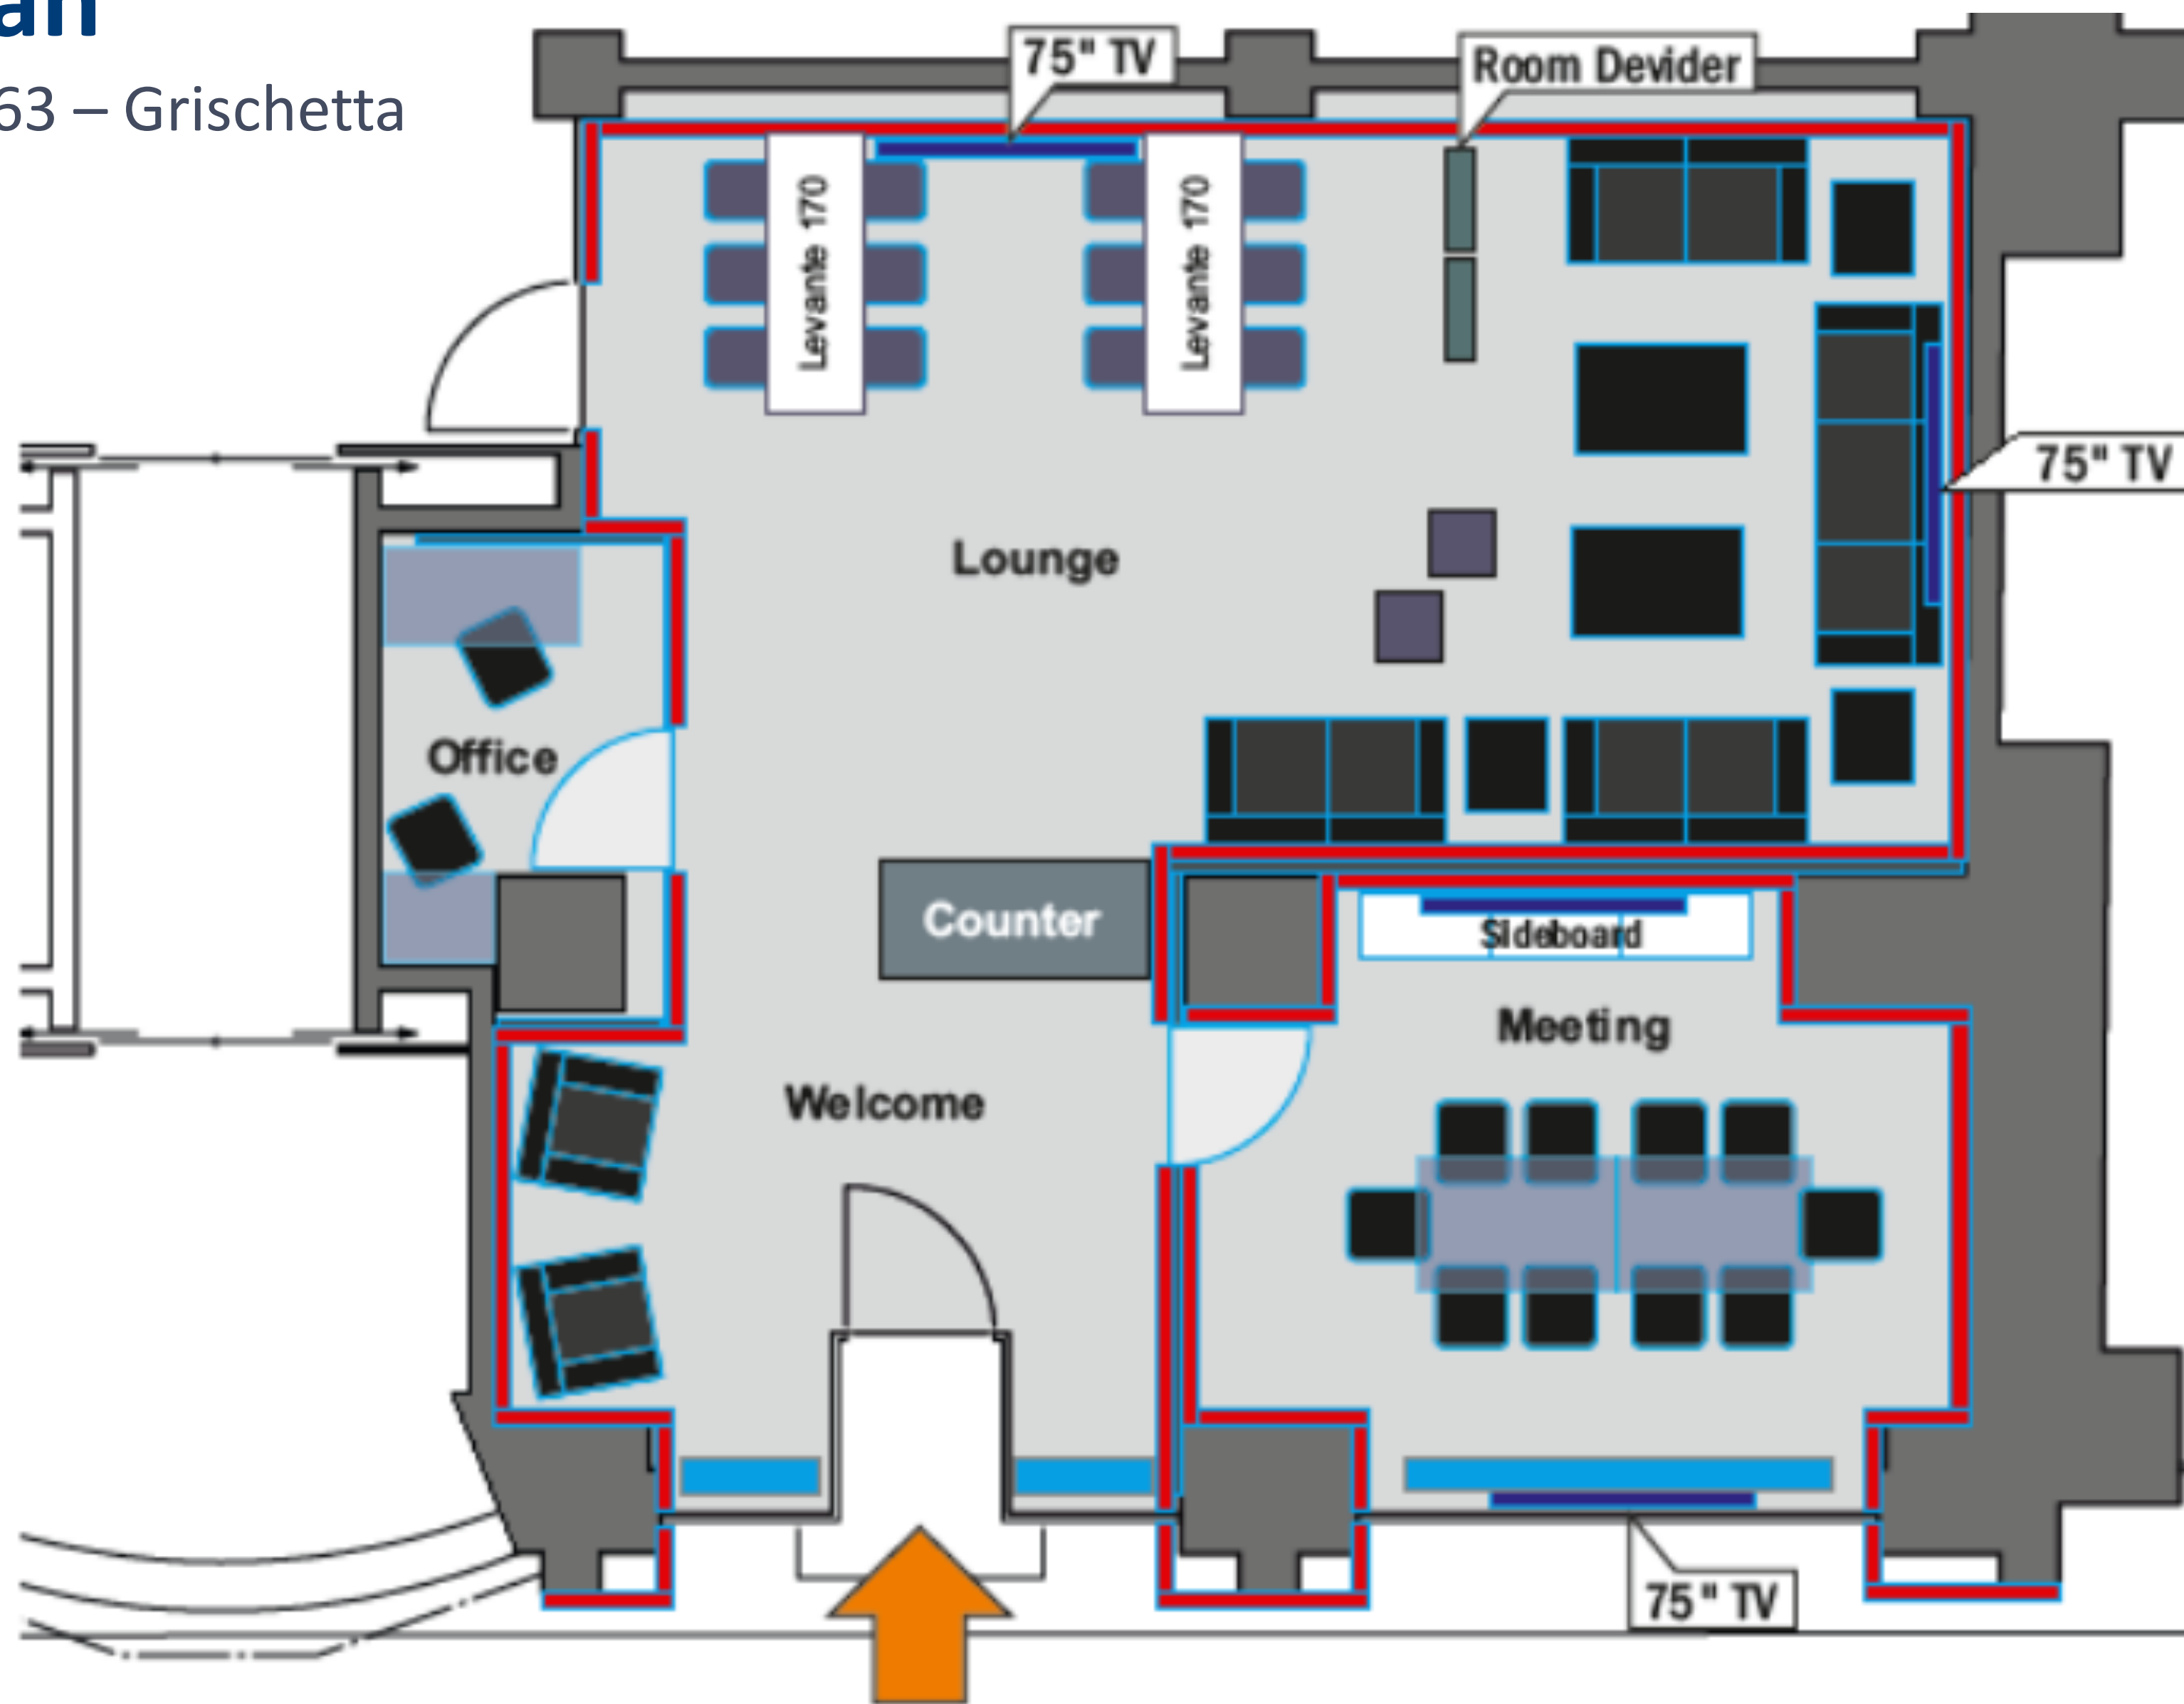 an
63 – Grischetta
75" TV
Room Devider
Levante 170
Levante 170
75" TV
Lounge
Office
Counter
Sideboard
Meeting
Welcome
75" TV